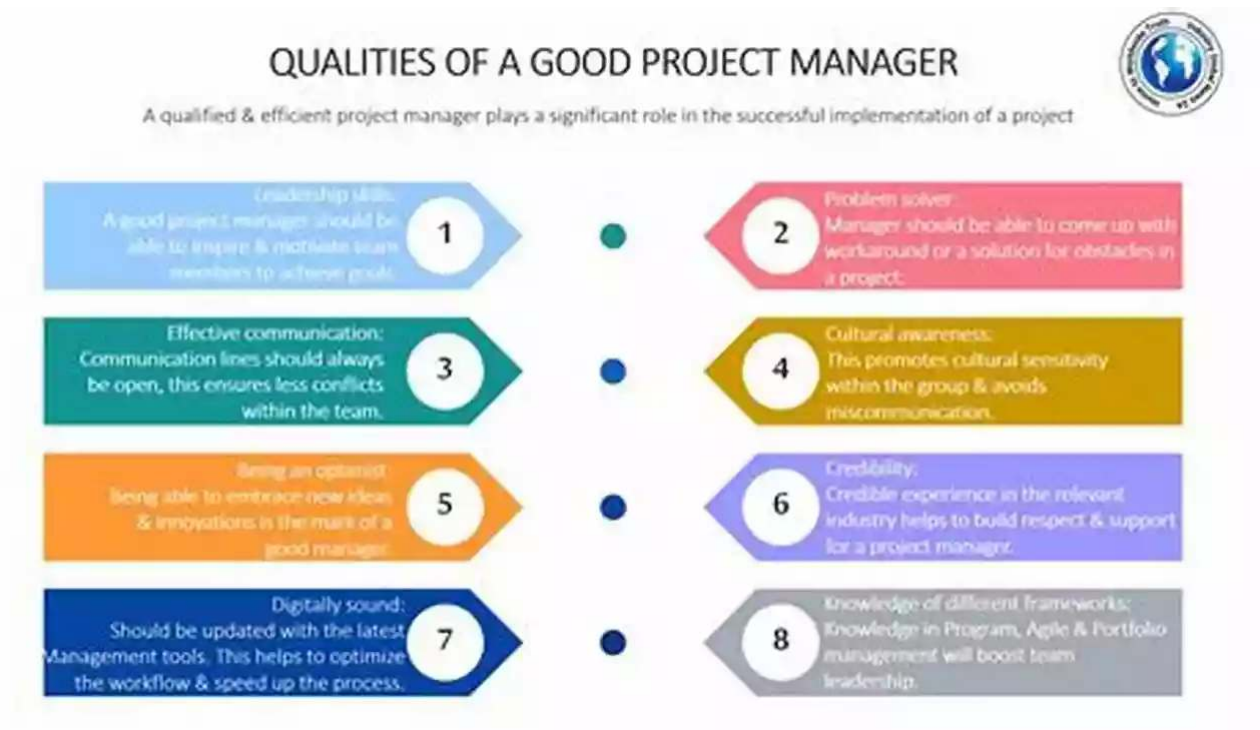 QUALITIES OF A GOOD PROJECT MANAGER
A qualified & efficient project manager plays a significant role in the successful implementation of a project
Leadership skills:
A good project manager should be
able to inspire & motivate team
members to achieve goals.
1
2
Problem solver:
Manager should be able to come up with
workaround or a solution for obstacles in
a project.
Effective communication:
Communication lines should always
be open, this ensures less conflicts
within the team.
3
4
Cultural awareness:
This promotes cultural sensitivity
within the group & avoids
miscommunication.
Being an optimist:
Being able to embrace new ideas
& innovations is the mark of a
good manager.
5
6
Credibility:
Credible experience in the relevant
industry helps to build respect & support
for a project manager.
Digitally sound:
Should be updated with the latest
Management tools. This helps to optimize
the workflow & speed up the process.
7
8
Knowledge of different frameworks:
Knowledge in Program, Agile & Portfolio
management will boost team
leadership.